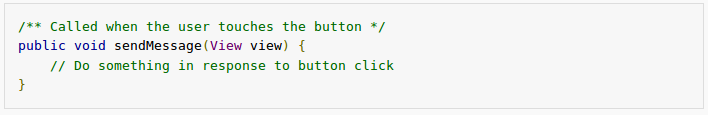 /** Called when the user touches the button */
public void sendMessage(View view) {
    // Do something in response to button click
}